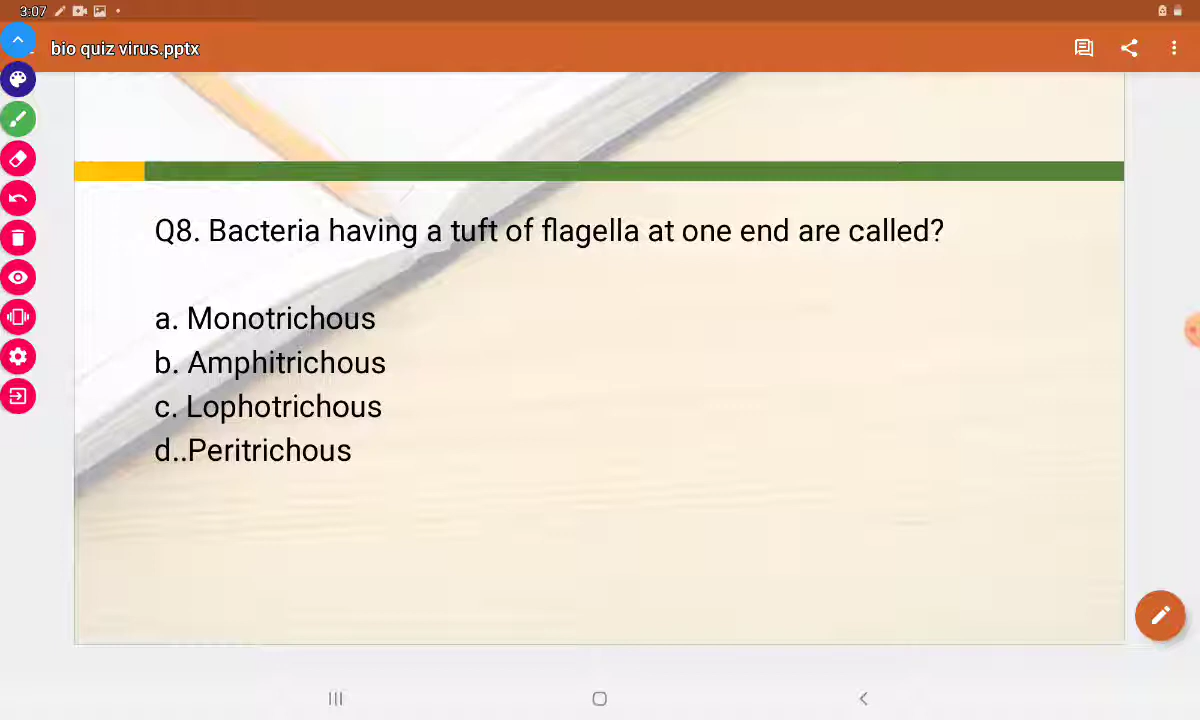 3:07
bio quiz virus.pptx
Q8. Bacteria having a tuft of flagella at one end are called?
a. Monotrichous
b. Amphitrichous
c. Lophotrichous
d..Peritrichous